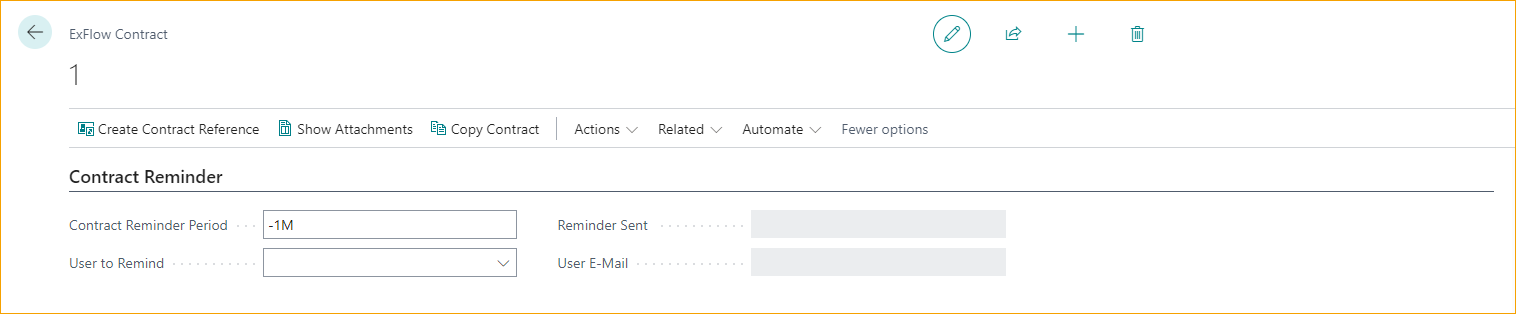 ExFlow Contract
1
Create Contract Reference Show Attachments Copy Contract Actions Related Automate Fewer options
Contract Reminder
Contract Reminder Period -1M Reminder Sent
User to Remind User E-Mail